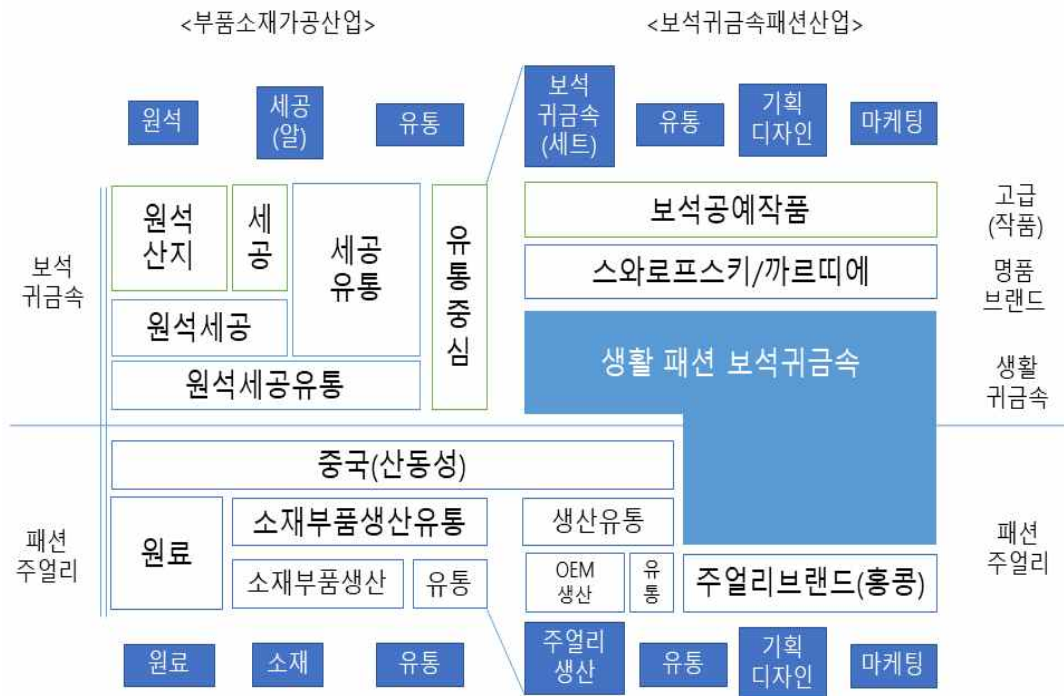 <부품소재가공산업>
<보석귀금속패션산업>
원석
세공
(알)
유통
보석
귀금속
(세트)
유통
기획
디자인
마케팅
보석
귀금속
원석
산지
세
공
세공
유통
유
통
중
심
원석세공
원석세공유통
보석공예작품
스와로프스키/까르띠에
생활 패션 보석귀금속
고급
(작품)
명품
브랜드
생활
귀금속
패션
주얼리
중국(산동성)
원료
소재부품생산유통
소재부품생산
유통
생산유통
OEM
생산
유
통
주얼리브랜드(홍콩)
패션
주얼리
원료
소재
유통
주얼리
생산
유통
기획
디자인
마케팅